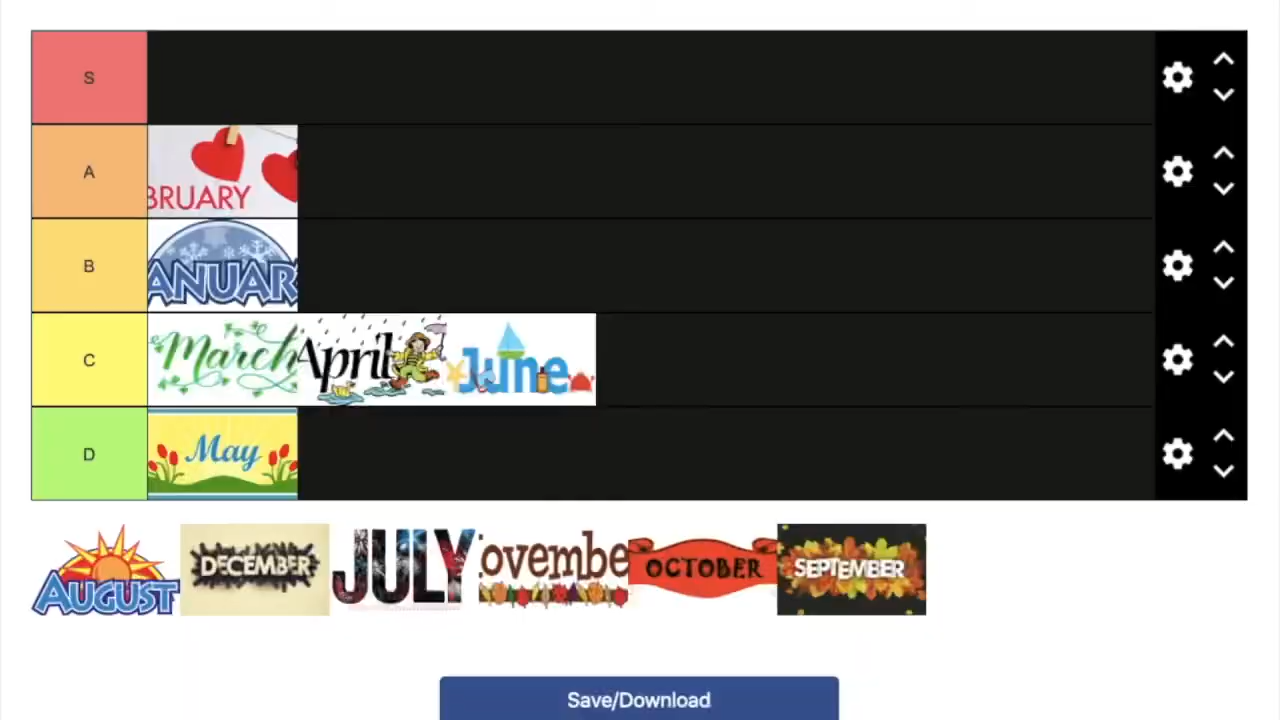 S
A
BRUARY
B
ANUAR
C
March April June
D
May
AUGUST DECEMBER JULY ovembe OCTOBER SEPTEMBER
Save/Download